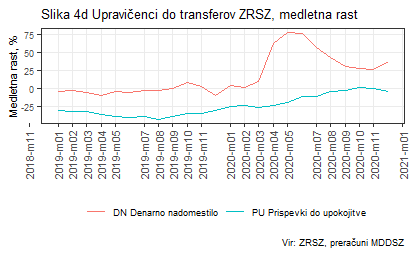 Slika 4d Upravičenci do transferov ZRSZ, medletna rast
Medletna rast, %
75
50
25
0
-25
2018-m11
2019-m01
2019-m02
2019-m03
2019-m04
2019-m05
2019-m07
2019-m08
2019-m09
2019-m10
2019-m11
2020-m01
2020-m02
2020-m03
2020-m04
2020-m05
2020-m07
2020-m08
2020-m09
2020-m10
2020-m11
2021-m01
DN Denarno nadomestilo
PU Prispevki do upokojitve
Vir: ZRSZ, preračuni MDDSZ